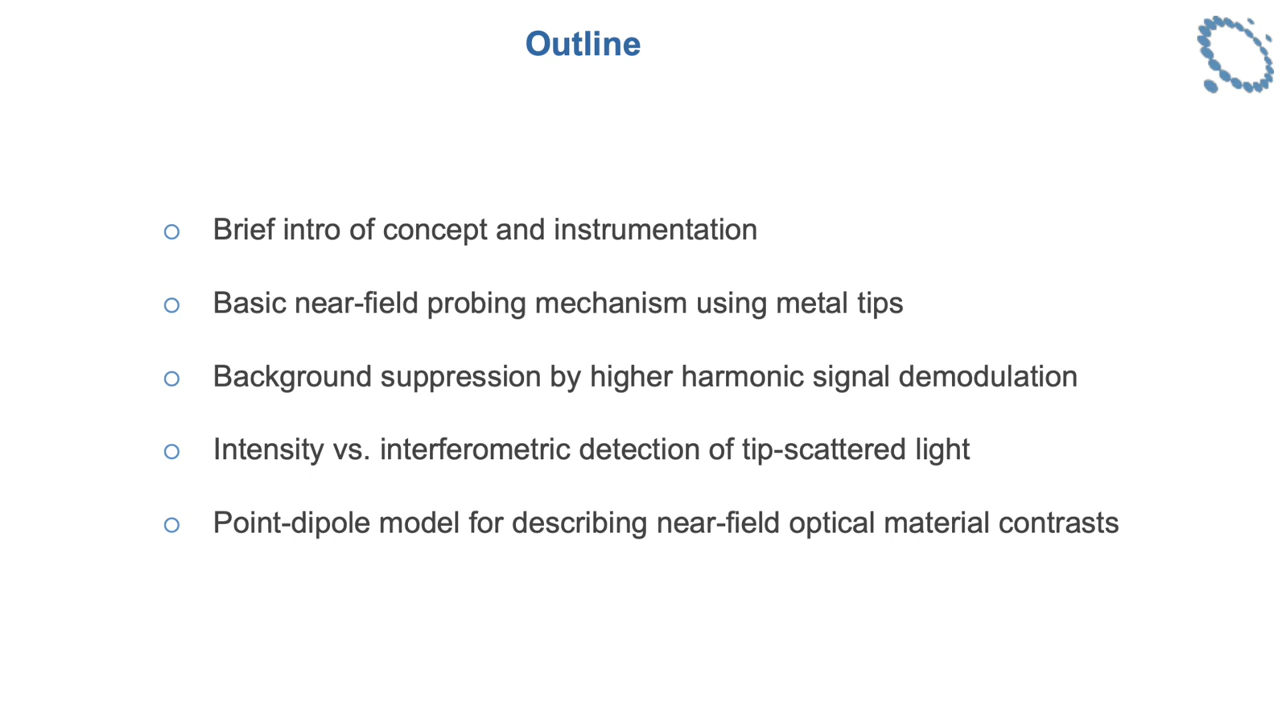 Outline
Brief intro of concept and instrumentation
Basic near-field probing mechanism using metal tips
Background suppression by higher harmonic signal demodulation
Intensity vs. interferometric detection of tip-scattered light
Point-dipole model for describing near-field optical material contrasts